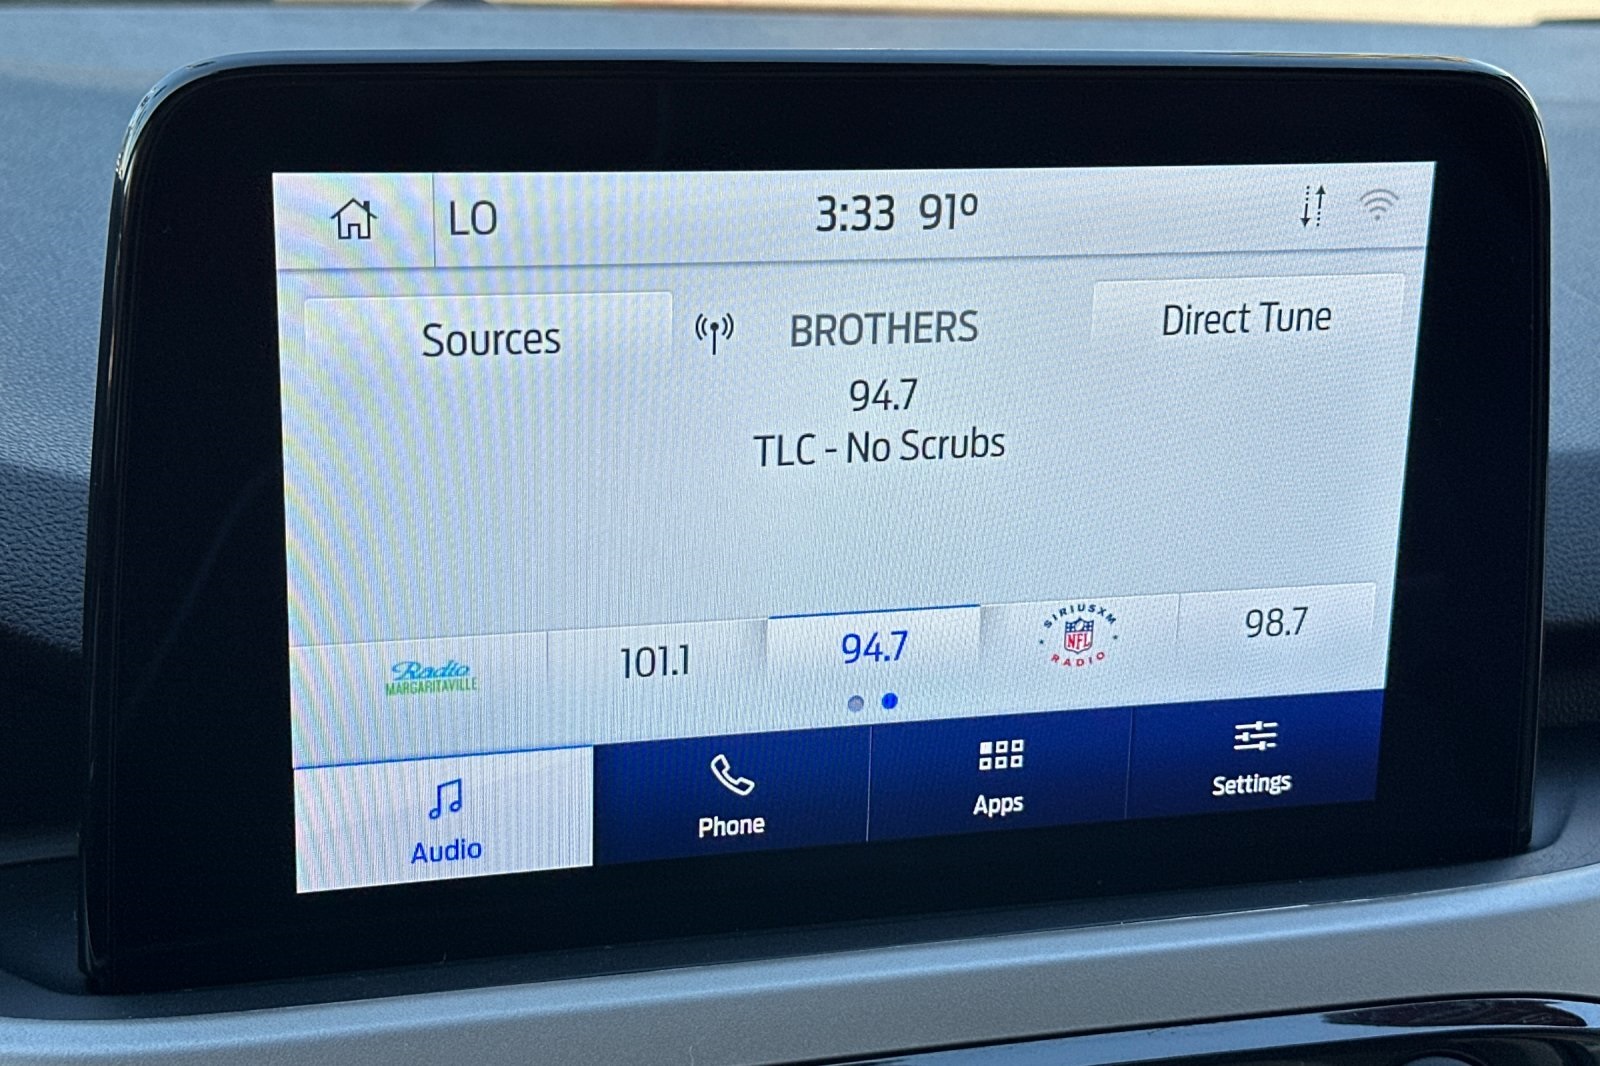 LO
3:33 91°
Sources
BROTHERS
Direct Tune
94.7
TLC - No Scrubs
Radio
MARGARITAVILLE
101.1
94.7
SIRIUSXM
NFL
RADIO
98.7
Audio
Phone
Apps
Settings